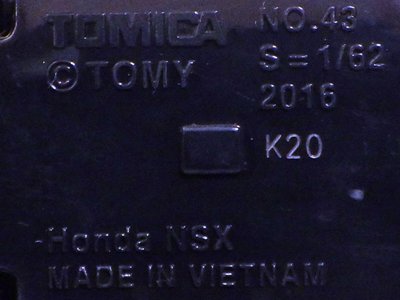 TOMICA NO.43
©TOMY S=1/62
2016
K20
Honda NSX
MADE IN VIETNAM